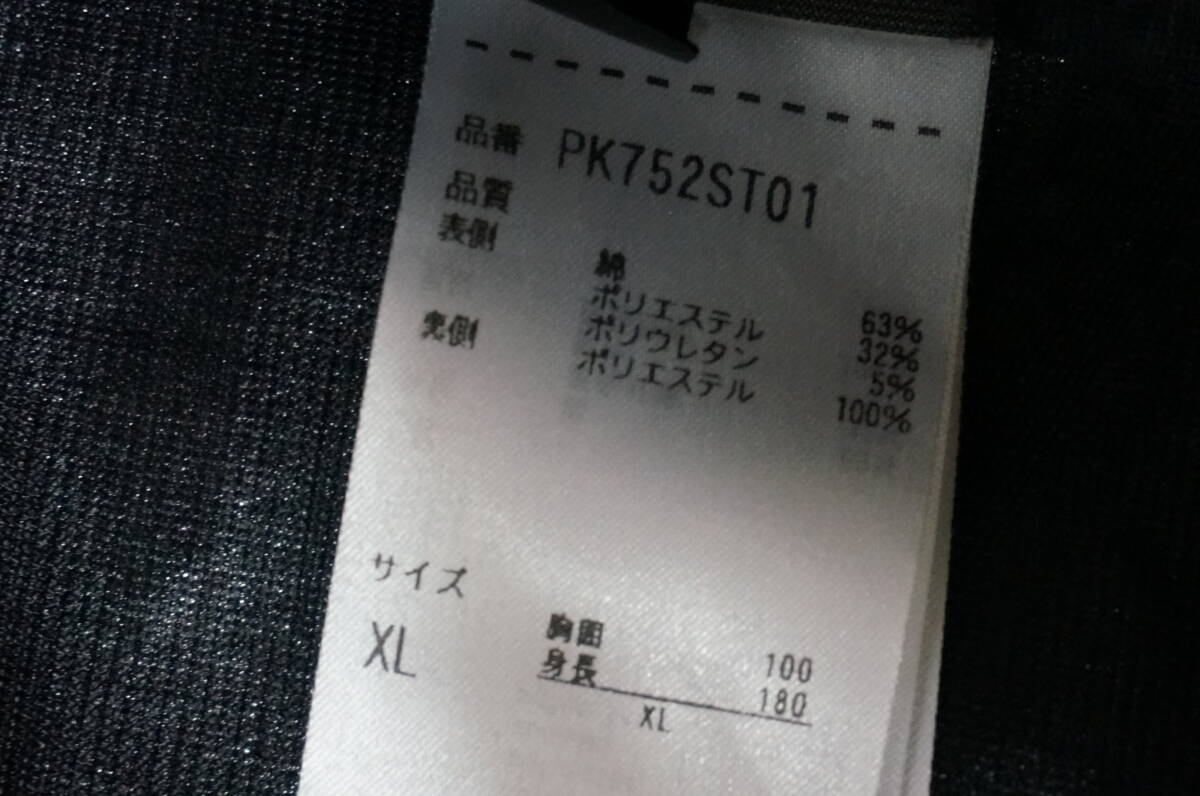 品番 PK752ST01
品質
表側 綿 63%
ポリエステル 32%
ポリウレタン 5%
裏側 ポリエステル 100%
サイズ
XL
胸囲 100
身長 180
XL